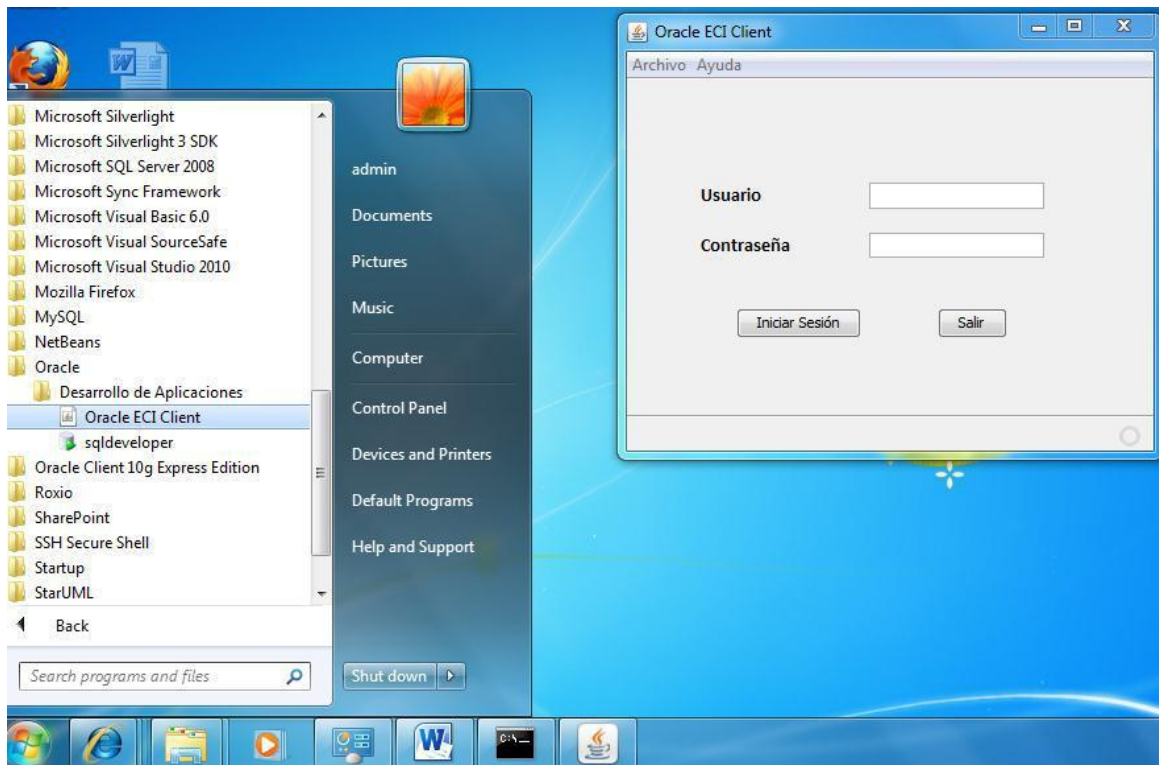 Microsoft Silverlight
Microsoft Silverlight 3 SDK
Microsoft SQL Server 2008
Microsoft Sync Framework
Microsoft Visual Basic 6.0
Microsoft Visual SourceSafe
Microsoft Visual Studio 2010
Mozilla Firefox
MySQL
NetBeans
Oracle
Desarrollo de Aplicaciones
Oracle ECI Client
sqldeveloper
Oracle Client 10g Express Edition
Roxio
SharePoint
SSH Secure Shell
Startup
StarUML
Back
Search programs and files
admin
Documents
Pictures
Music
Computer
Control Panel
Devices and Printers
Default Programs
Help and Support
Shut down
Oracle ECI Client
Archivo Ayuda
Usuario
Contraseña
Iniciar Sesión Salir
C:\